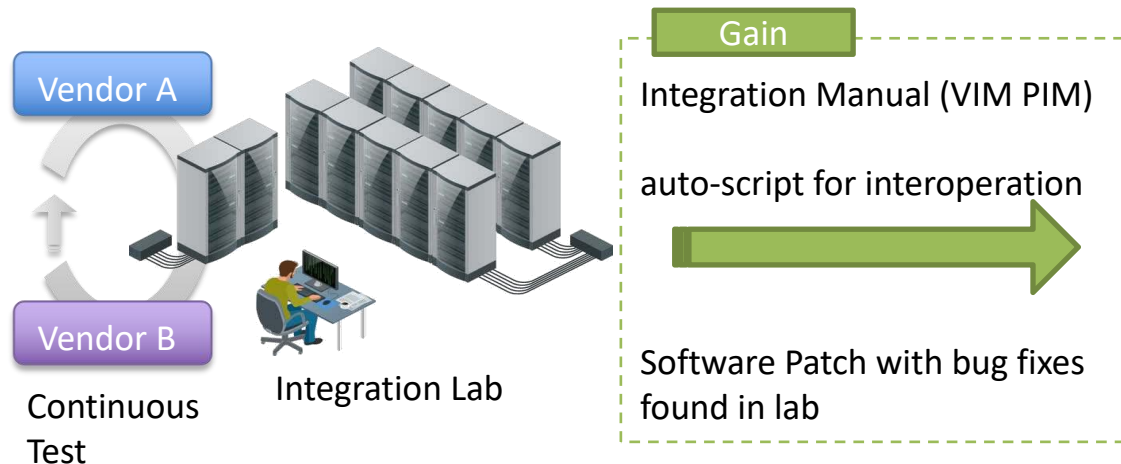 Vendor A
Vendor B
Continuous
Test
Integration Lab
Gain
Integration Manual (VIM PIM)
auto-script for interoperation
Software Patch with bug fixes
found in lab